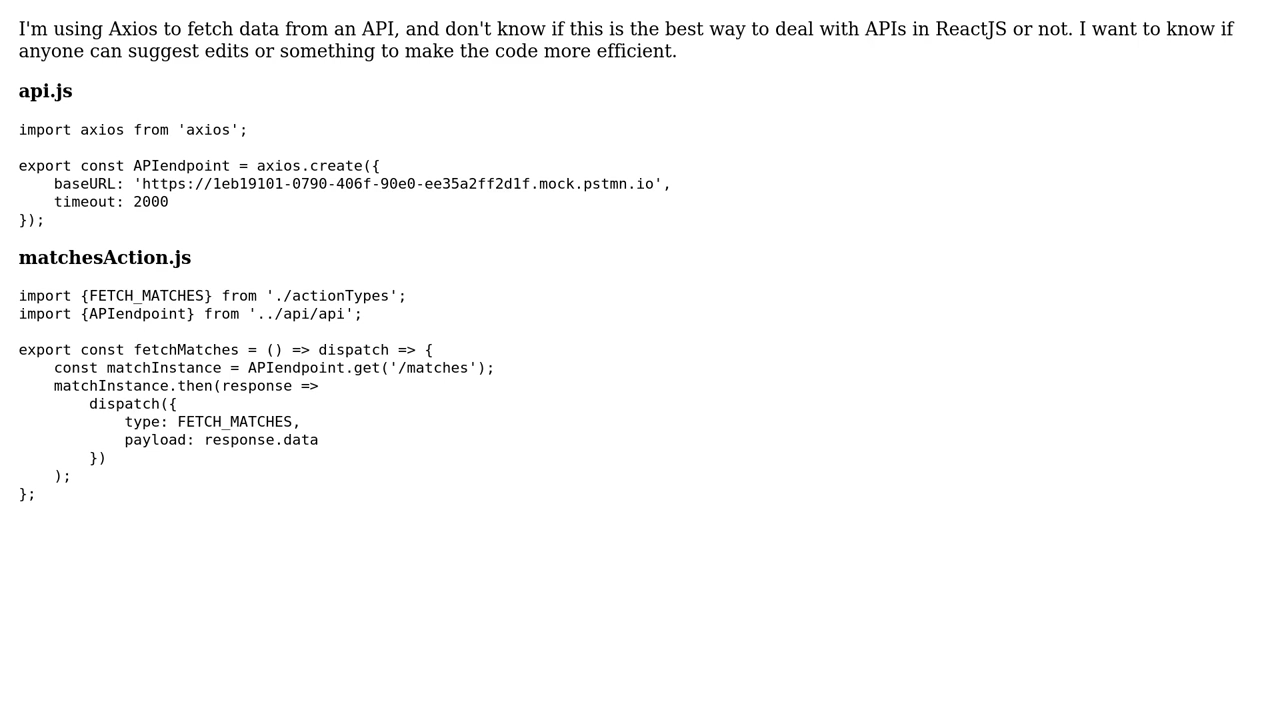 I'm using Axios to fetch data from an API, and don't know if this is the best way to deal with APIs in ReactJS or not. I want to know if
anyone can suggest edits or something to make the code more efficient.
api.js
import axios from 'axios';
export const APIendpoint = axios.create({
    baseURL: 'https://1eb19101-0790-406f-90e0-ee35a2ff2d1f.mock.pstmn.io',
    timeout: 2000
});
matchesAction.js
import {FETCH_MATCHES} from './actionTypes';
import {APIendpoint} from '../api/api';
export const fetchMatches = () => dispatch => {
    const matchInstance = APIendpoint.get('/matches');
    matchInstance.then(response =>
        dispatch({
            type: FETCH_MATCHES,
            payload: response.data
        })
    );
};